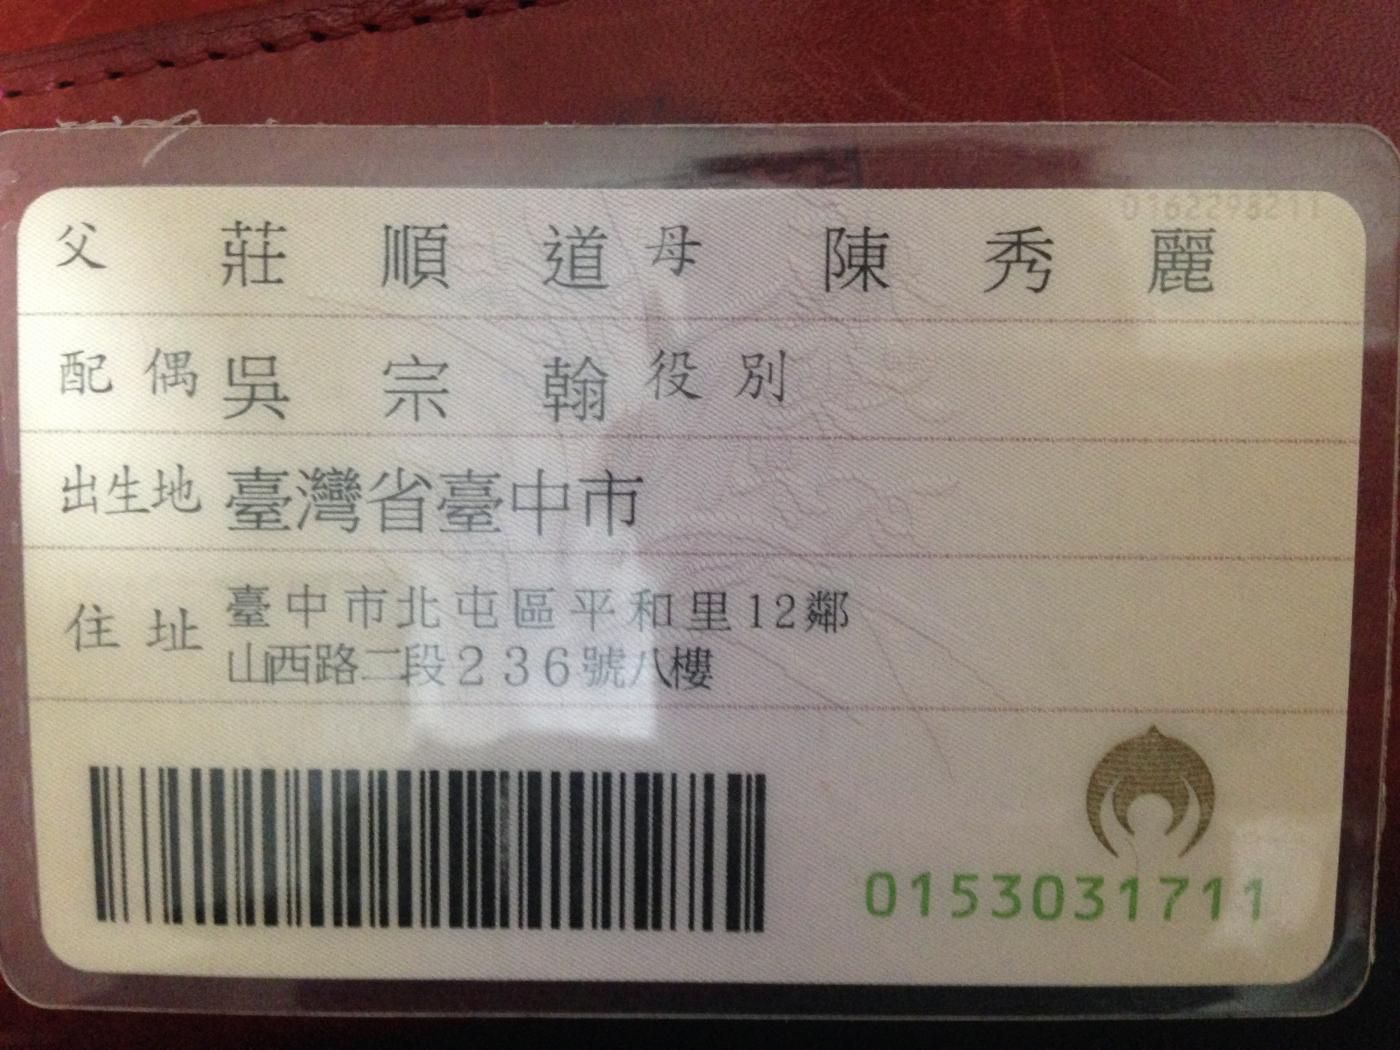 0162298211
父 莊順道 母 陳秀麗
配偶 吳宗翰 役別
出生地 臺灣省臺中市
住址 臺中市北屯區平和里12鄰
山西路二段236號八樓
0153031711